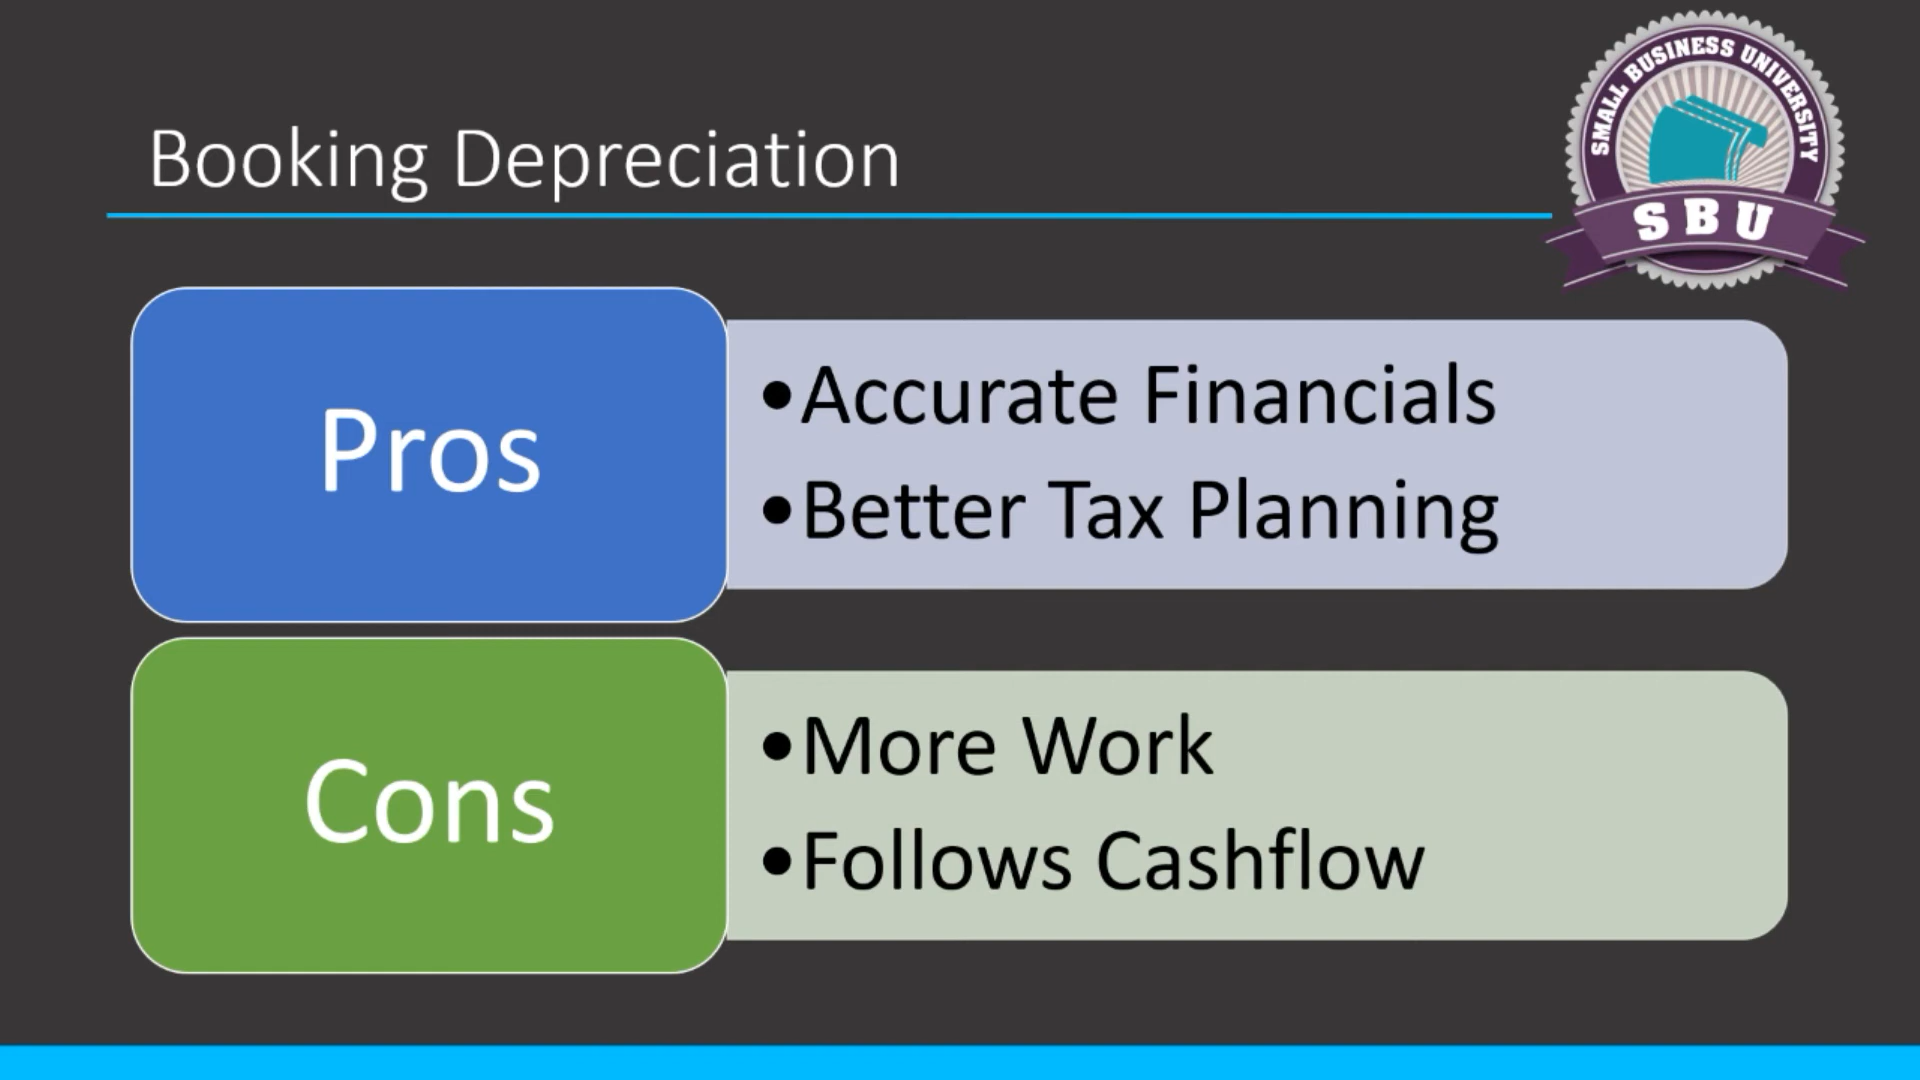 SMALL BUSINESS UNIVERSITY
SBU
Booking Depreciation
Pros
•Accurate Financials
•Better Tax Planning
Cons
•More Work
•Follows Cashflow